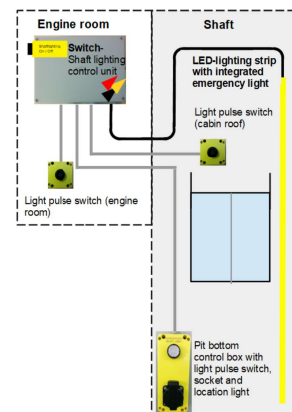 Engine room
Shaft
Switch-
Shaft lighting
control unit
LED-lighting strip
with integrated
emergency light
Light pulse switch
(cabin roof)
Light pulse switch (engine
room)
Pit bottom
control box with
light pulse switch,
socket and
location light